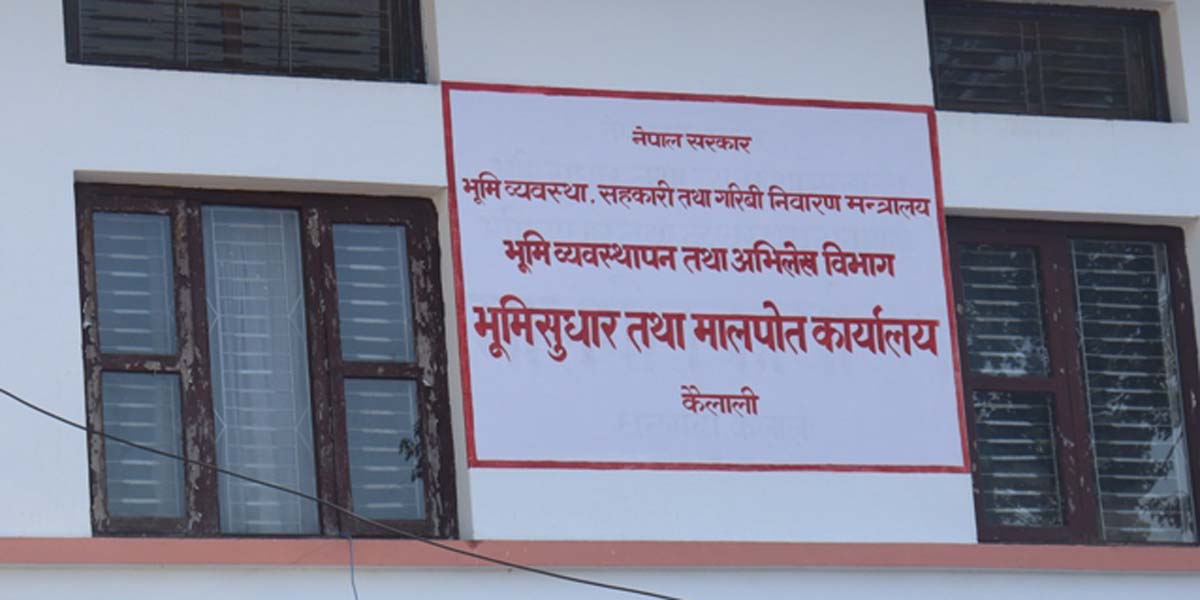 नेपाल सरकार
भूमि व्यवस्था, सहकारी तथा गरिबी निवारण मन्त्रालय
भूमि व्यवस्थापन तथा अभिलेख विभाग
भूमिसुधार तथा मालपोत कार्यालय
कैलाली